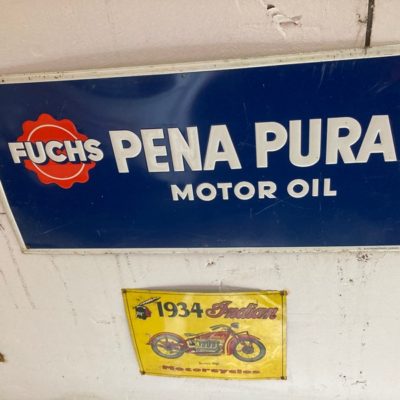 FUCHS PENA PURA
MOTOR OIL
1934 Indian
Motorcycles